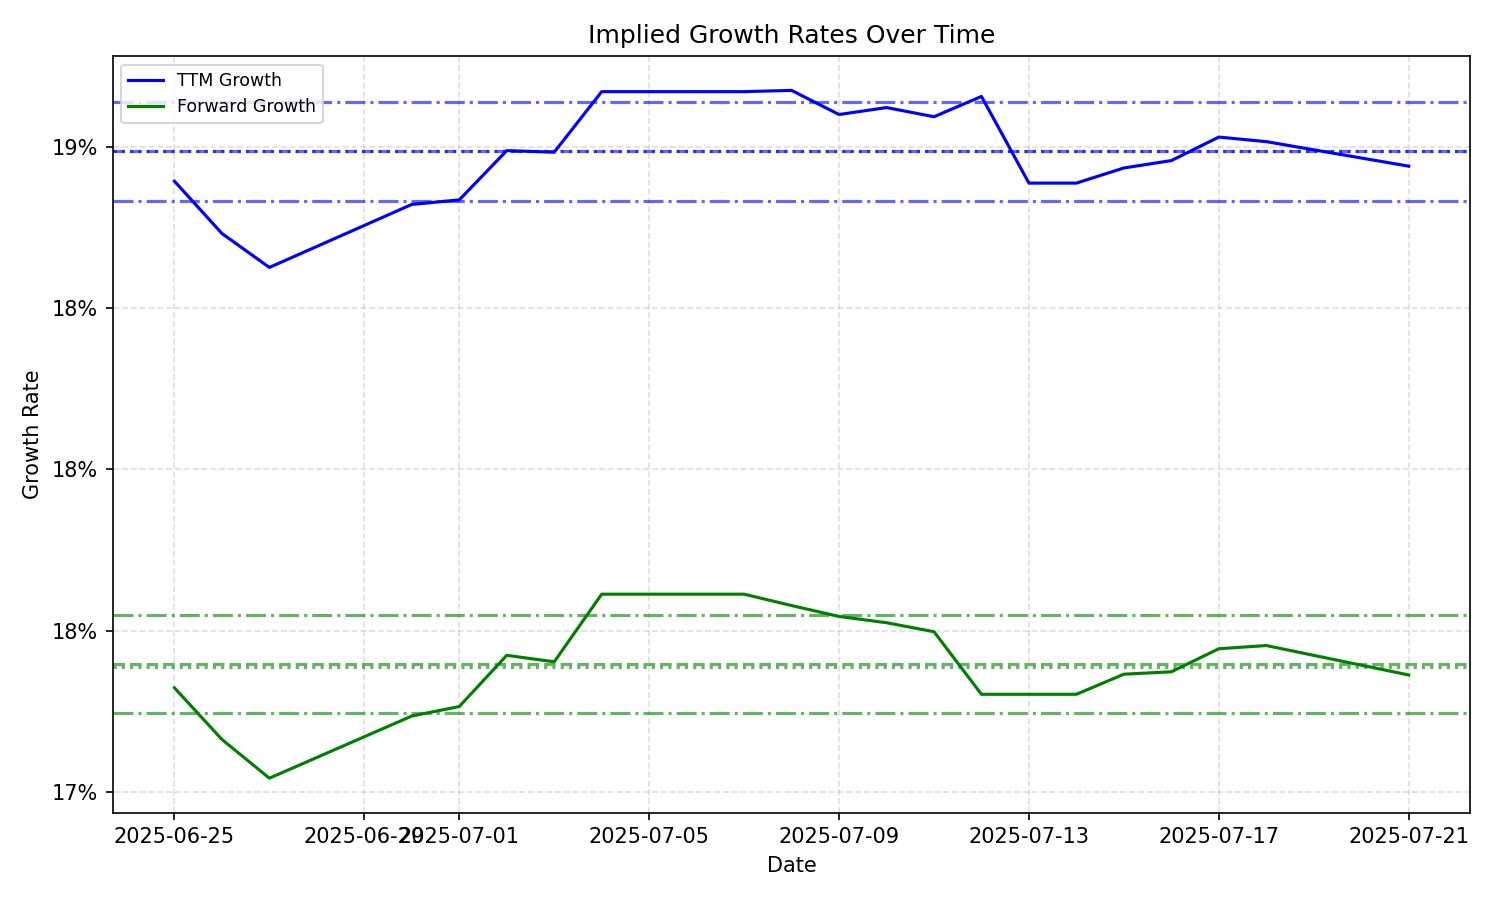 Implied Growth Rates Over Time
TTM Growth
Forward Growth
19%
18%
18%
18%
17%
Growth Rate
2025-06-25
2025-06-29
2025-07-01
2025-07-05
2025-07-09
2025-07-13
2025-07-17
2025-07-21
Date